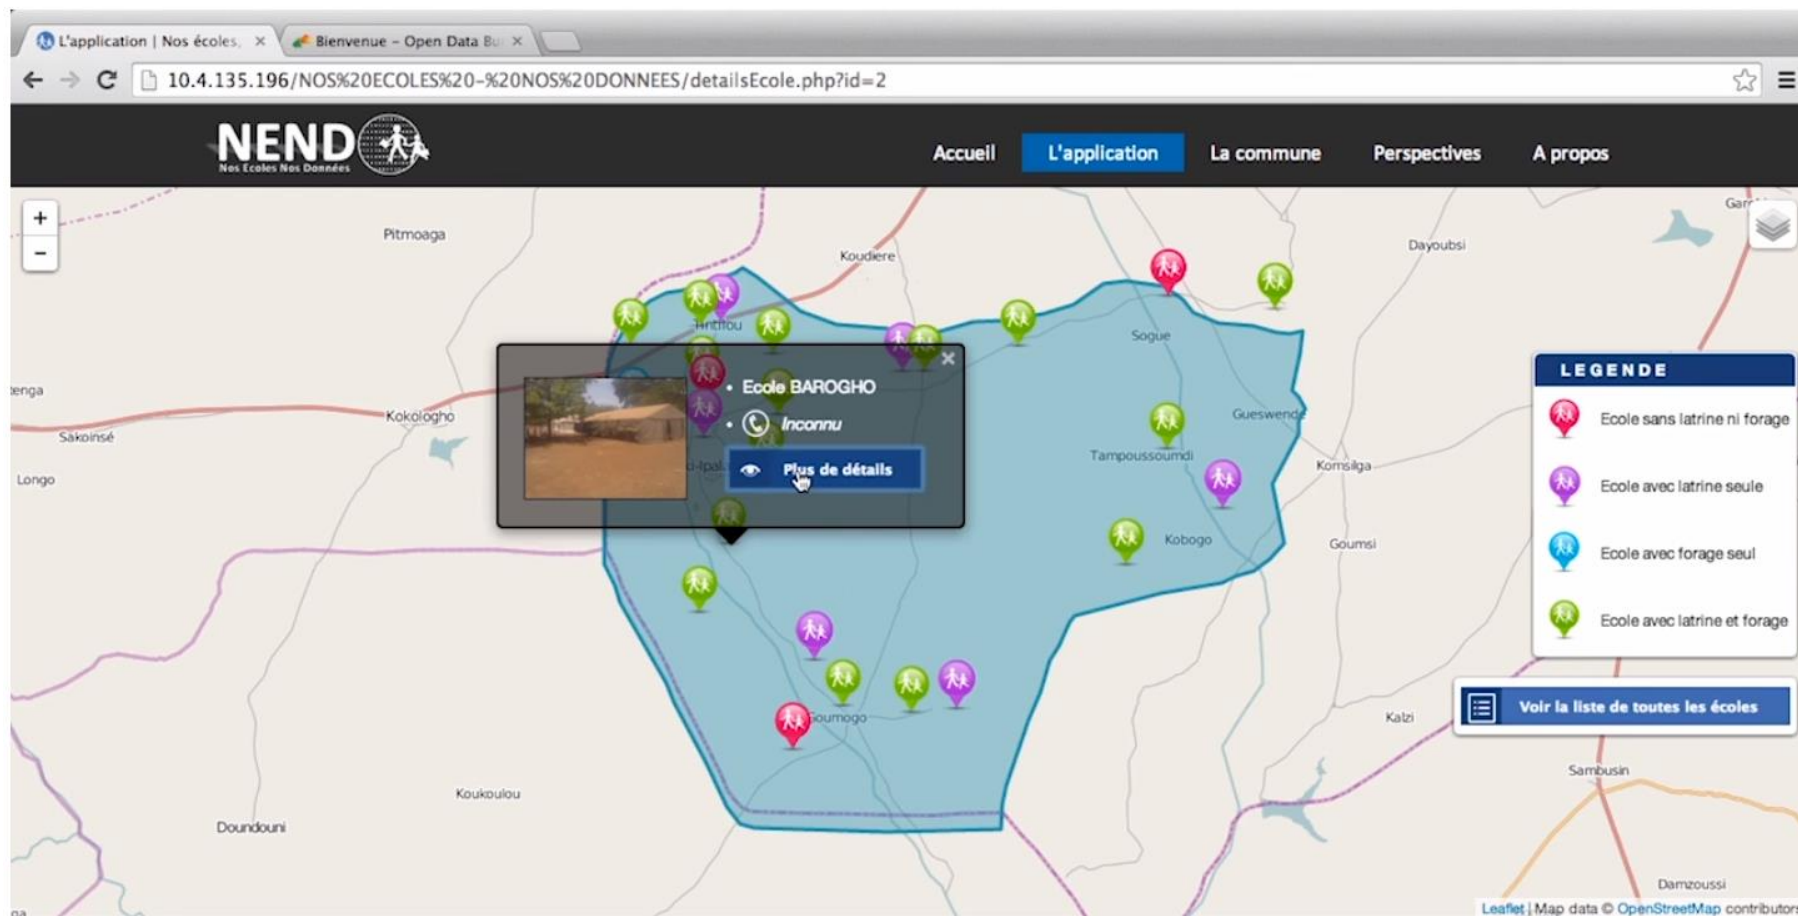 L'application | Nos écoles,
Bienvenue - Open Data Bu
10.4.135.196/NOS%20ECOLES%20-%20NOS%20DONNEES/detailsEcole.php?id=2
NEND
Nos Ecoles Nos Données
Accueil
L'application
La commune
Perspectives
A propos
+
-
Pitmoaga
Koudiere
Dayoubsi
Sogue
Kokologho
Sakoinsé
Longo
Ecole BAROGHO
Inconnu
Plus de détails
Gueswende
Tampoussoumdi
Komsilga
Kobogo
Goumsi
LEGENDE
Ecole sans latrine ni forage
Ecole avec latrine seule
Ecole avec forage seul
Ecole avec latrine et forage
Voir la liste de toutes les écoles
Goumogo
Kalzi
Sambusin
Koukoulou
Doundouni
Damzoussi
Leaflet | Map data © OpenStreetMap contributors